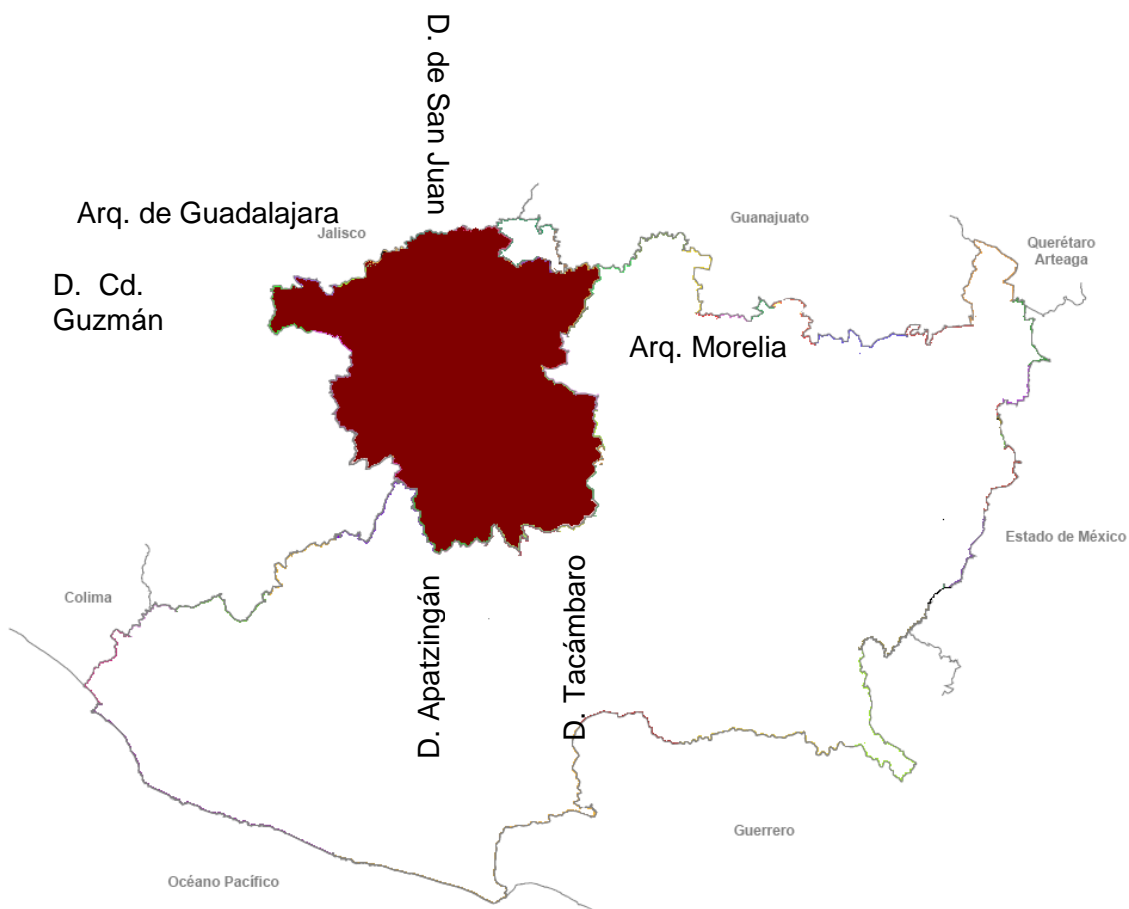 D. de San Juan
Arq. de Guadalajara
Jalisco
Guanajuato
Querétaro
Arteaga
D. Cd.
Guzmán
Arq. Morelia
Estado de México
Colima
D. Apatzingán
D. Tacámbaro
Guerrero
Océano Pacífico